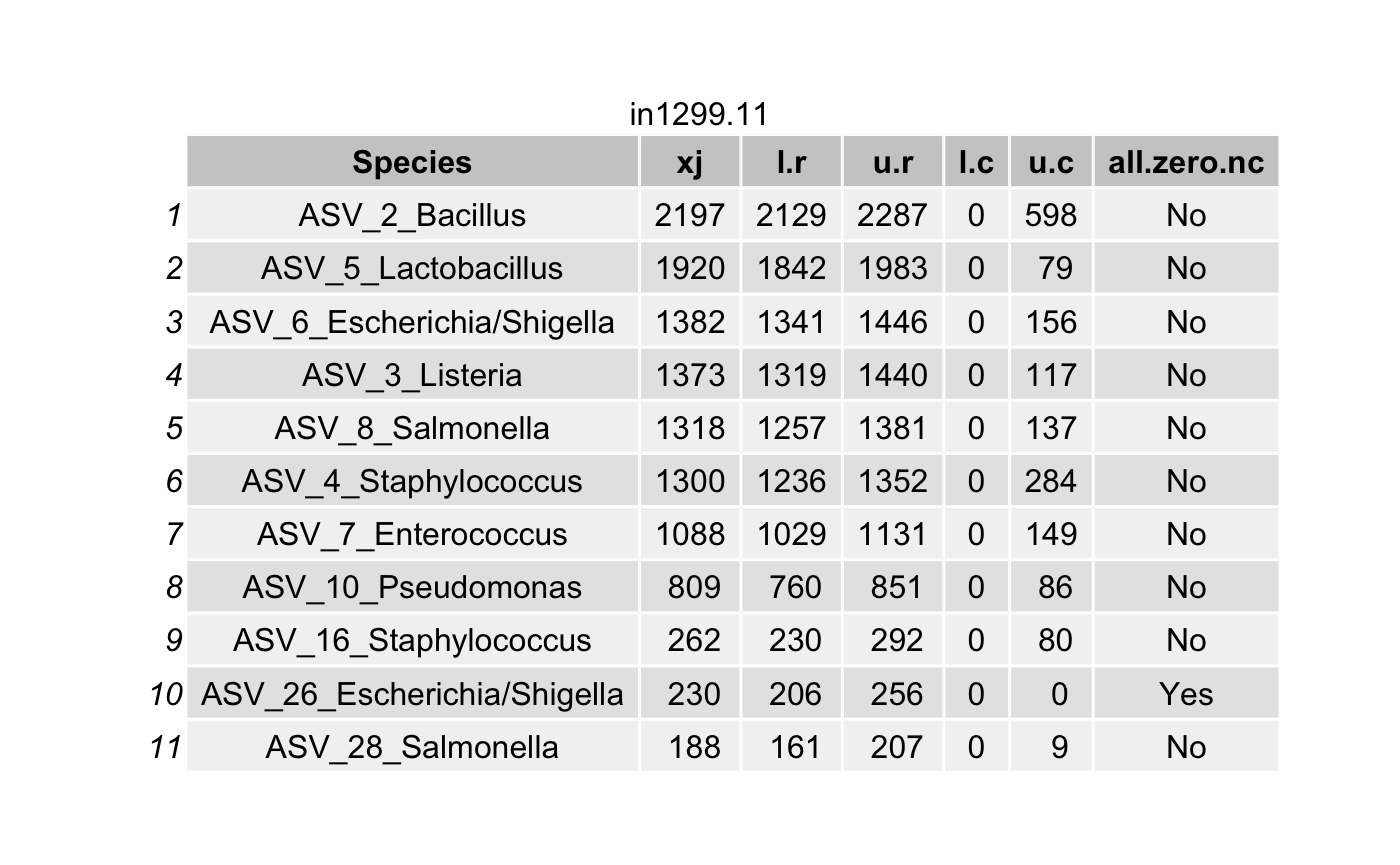 in1299.11
Species xj l.r u.r l.c u.c all.zero.nc
1 ASV_2_Bacillus 2197 2129 2287 0 598 No
2 ASV_5_Lactobacillus 1920 1842 1983 0 79 No
3 ASV_6_Escherichia/Shigella 1382 1341 1446 0 156 No
4 ASV_3_Listeria 1373 1319 1440 0 117 No
5 ASV_8_Salmonella 1318 1257 1381 0 137 No
6 ASV_4_Staphylococcus 1300 1236 1352 0 284 No
7 ASV_7_Enterococcus 1088 1029 1131 0 149 No
8 ASV_10_Pseudomonas 809 760 851 0 86 No
9 ASV_16_Staphylococcus 262 230 292 0 80 No
10 ASV_26_Escherichia/Shigella 230 206 256 0 0 Yes
11 ASV_28_Salmonella 188 161 207 0 9 No